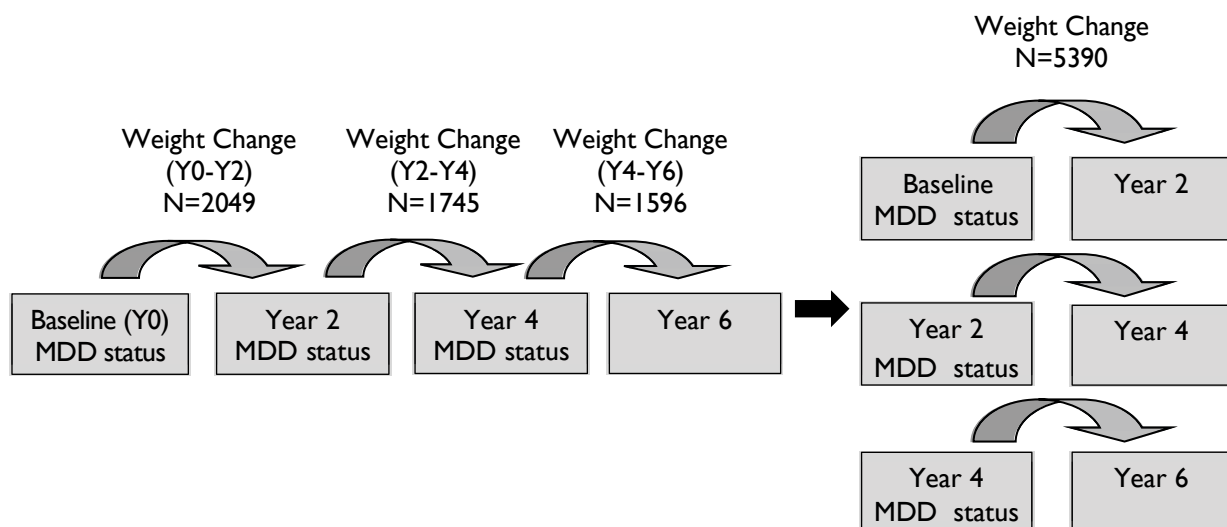 Weight Change
N=5390
Weight Change
(Y0-Y2)
N=2049
Weight Change
(Y2-Y4)
N=1745
Weight Change
(Y4-Y6)
N=1596
Baseline (Y0)
MDD status
Year 2
MDD status
Year 4
MDD status
Year 6
Baseline
MDD status
Year 2
Year 2
MDD status
Year 4
Year 4
MDD status
Year 6